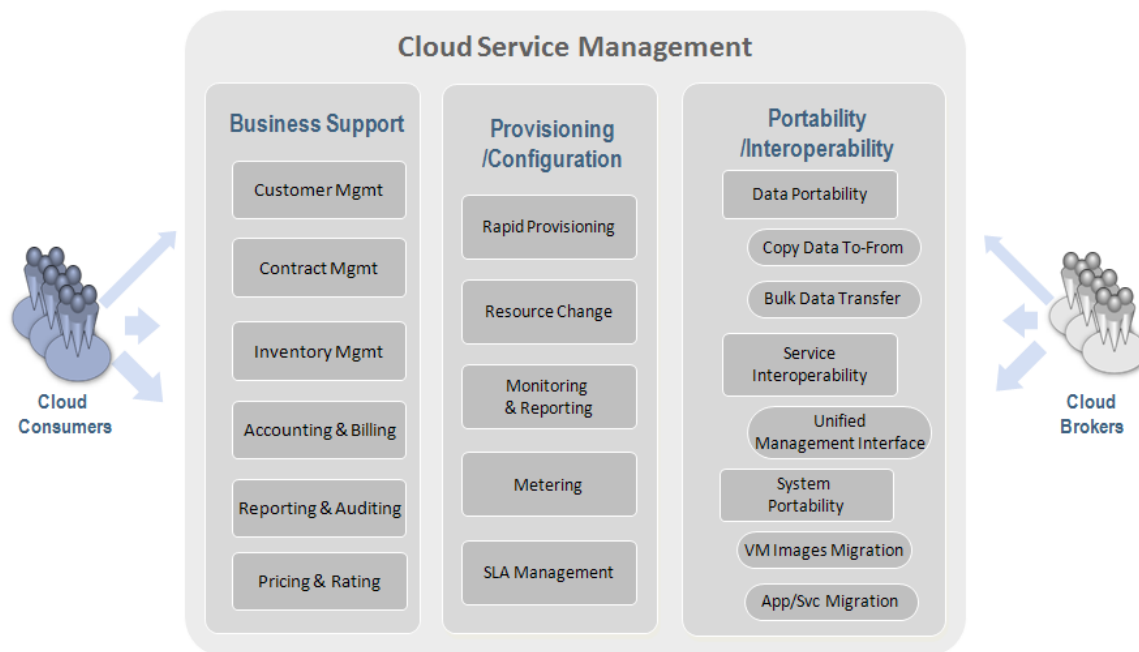 Cloud Service Management
Business Support
Customer Mgmt
Contract Mgmt
Inventory Mgmt
Accounting & Billing
Reporting & Auditing
Pricing & Rating
Provisioning
/Configuration
Rapid Provisioning
Resource Change
Monitoring
& Reporting
Metering
SLA Management
Portability
/Interoperability
Data Portability
Copy Data To-From
Bulk Data Transfer
Service
Interoperability
Unified
Management Interface
System
Portability
VM Images Migration
App/Svc Migration
Cloud
Consumers
Cloud
Brokers